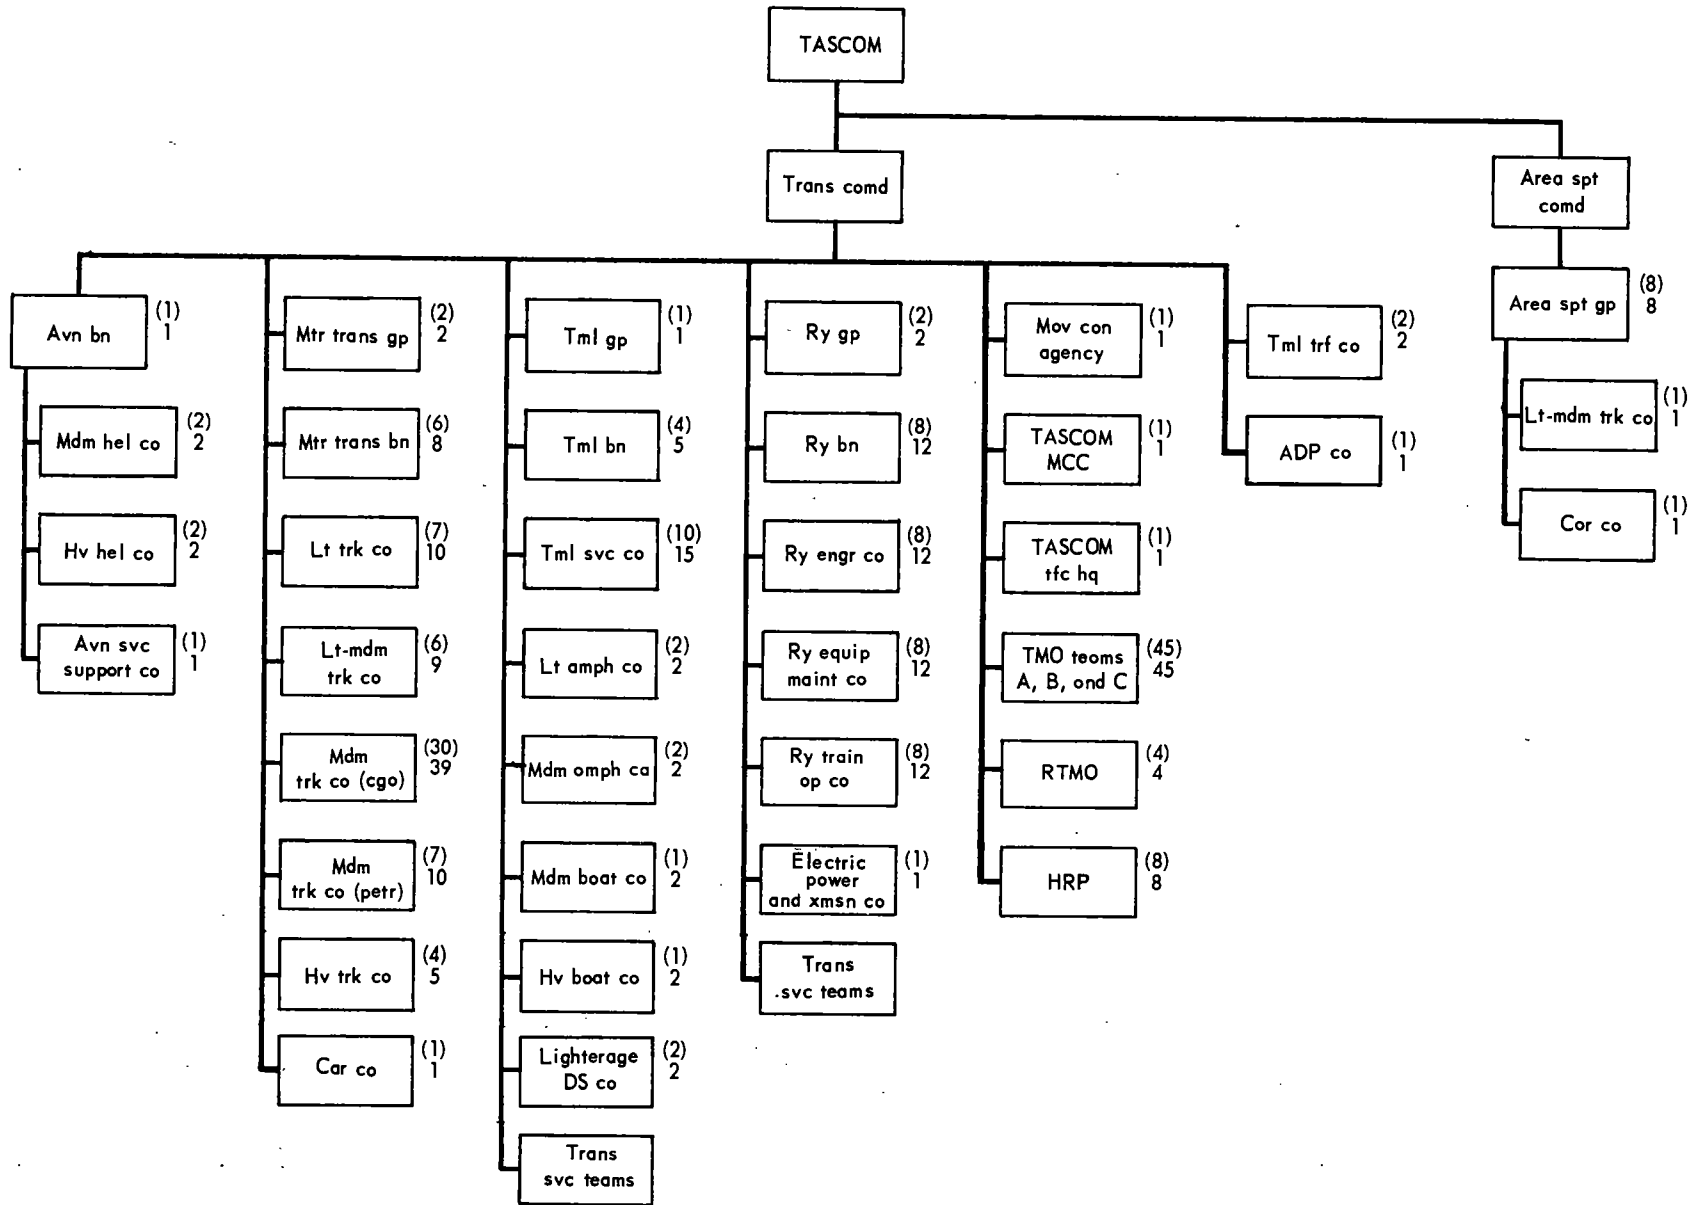 TASCOM
Trans comd
Area spt
comd
Avn bn
(1)
1
Mdm hel co
(2)
2
Hv hel co
(2)
2
Avn svc
support co
(1)
1
Mtr trans gp
(2)
2
Mtr trans bn
(6)
8
Lt trk co
(7)
10
Lt-mdm
trk co
(6)
9
Mdm
trk co (cgo)
(30)
39
Mdm
trk co (petr)
(7)
10
Hv trk co
(4)
5
Car co
(1)
1
Tml gp
(1)
1
Tml bn
(4)
5
Tml svc co
(10)
15
Lt amph co
(2)
2
Mdm omph ca
(2)
2
Mdm boat co
(1)
2
Hv boat co
(1)
2
Lighterage
DS co
(2)
2
Trans
svc teams
Ry gp
(2)
2
Ry bn
(8)
12
Ry engr co
(8)
12
Ry equip
maint co
(8)
12
Ry train
op co
(8)
12
Electric
power
and xmsn co
(1)
1
Trans
svc teams
Mov con
agency
(1)
1
TASCOM
MCC
(1)
1
TASCOM
tfc hq
(1)
1
TMO teoms
A, B, ond C
(45)
45
RTMO
(4)
4
HRP
(8)
8
Tml trf co
(2)
2
ADP co
(1)
1
Area spt gp
(8)
8
Lt-mdm trk co
(1)
1
Cor co
(1)
1